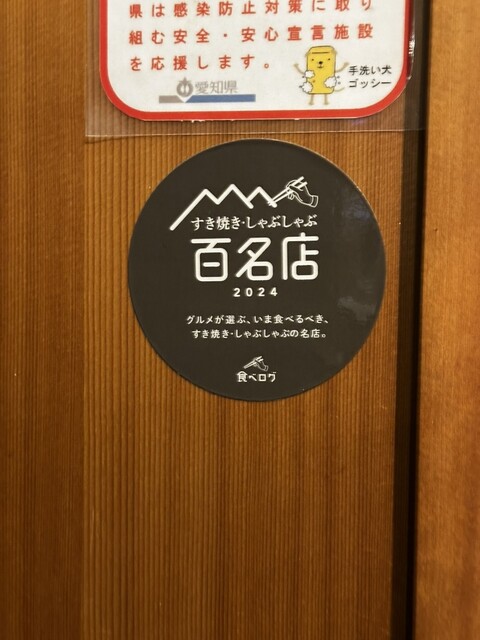 県は感染防止対策に取り
組む安全・安心宣言施設
を応援します。
愛知県
手洗い犬
ゴッシー
すき焼き・しゃぶしゃぶ
百名店
2024
グルメが選ぶ、いま食べるべき、
すき焼き・しゃぶしゃぶの名店。
食べログ